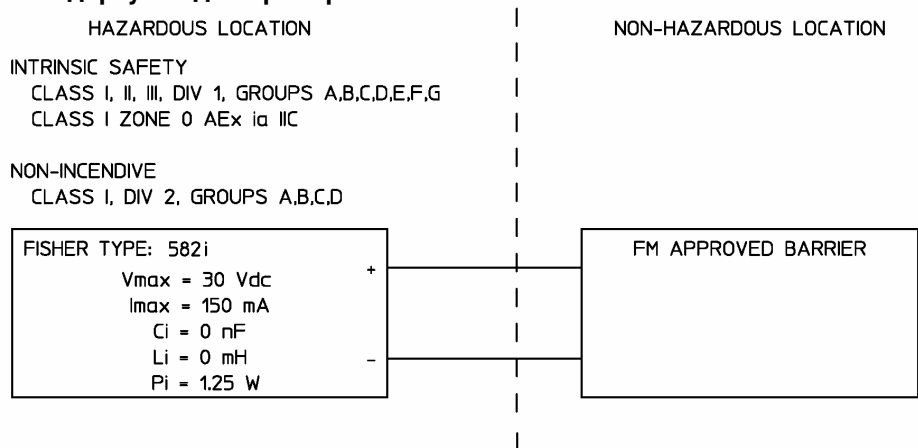 HAZARDOUS LOCATION
NON-HAZARDOUS LOCATION
INTRINSIC SAFETY
CLASS I, II, III, DIV 1, GROUPS A,B,C,D,E,F,G
CLASS I ZONE 0 AEx ia IIC
NON-INCENDIVE
CLASS I, DIV 2, GROUPS A,B,C,D
FISHER TYPE: 582i
Vmax = 30 Vdc
Imax = 150 mA
Ci = 0 nF
Li = 0 mH
Pi = 1.25 W
+
−
FM APPROVED BARRIER